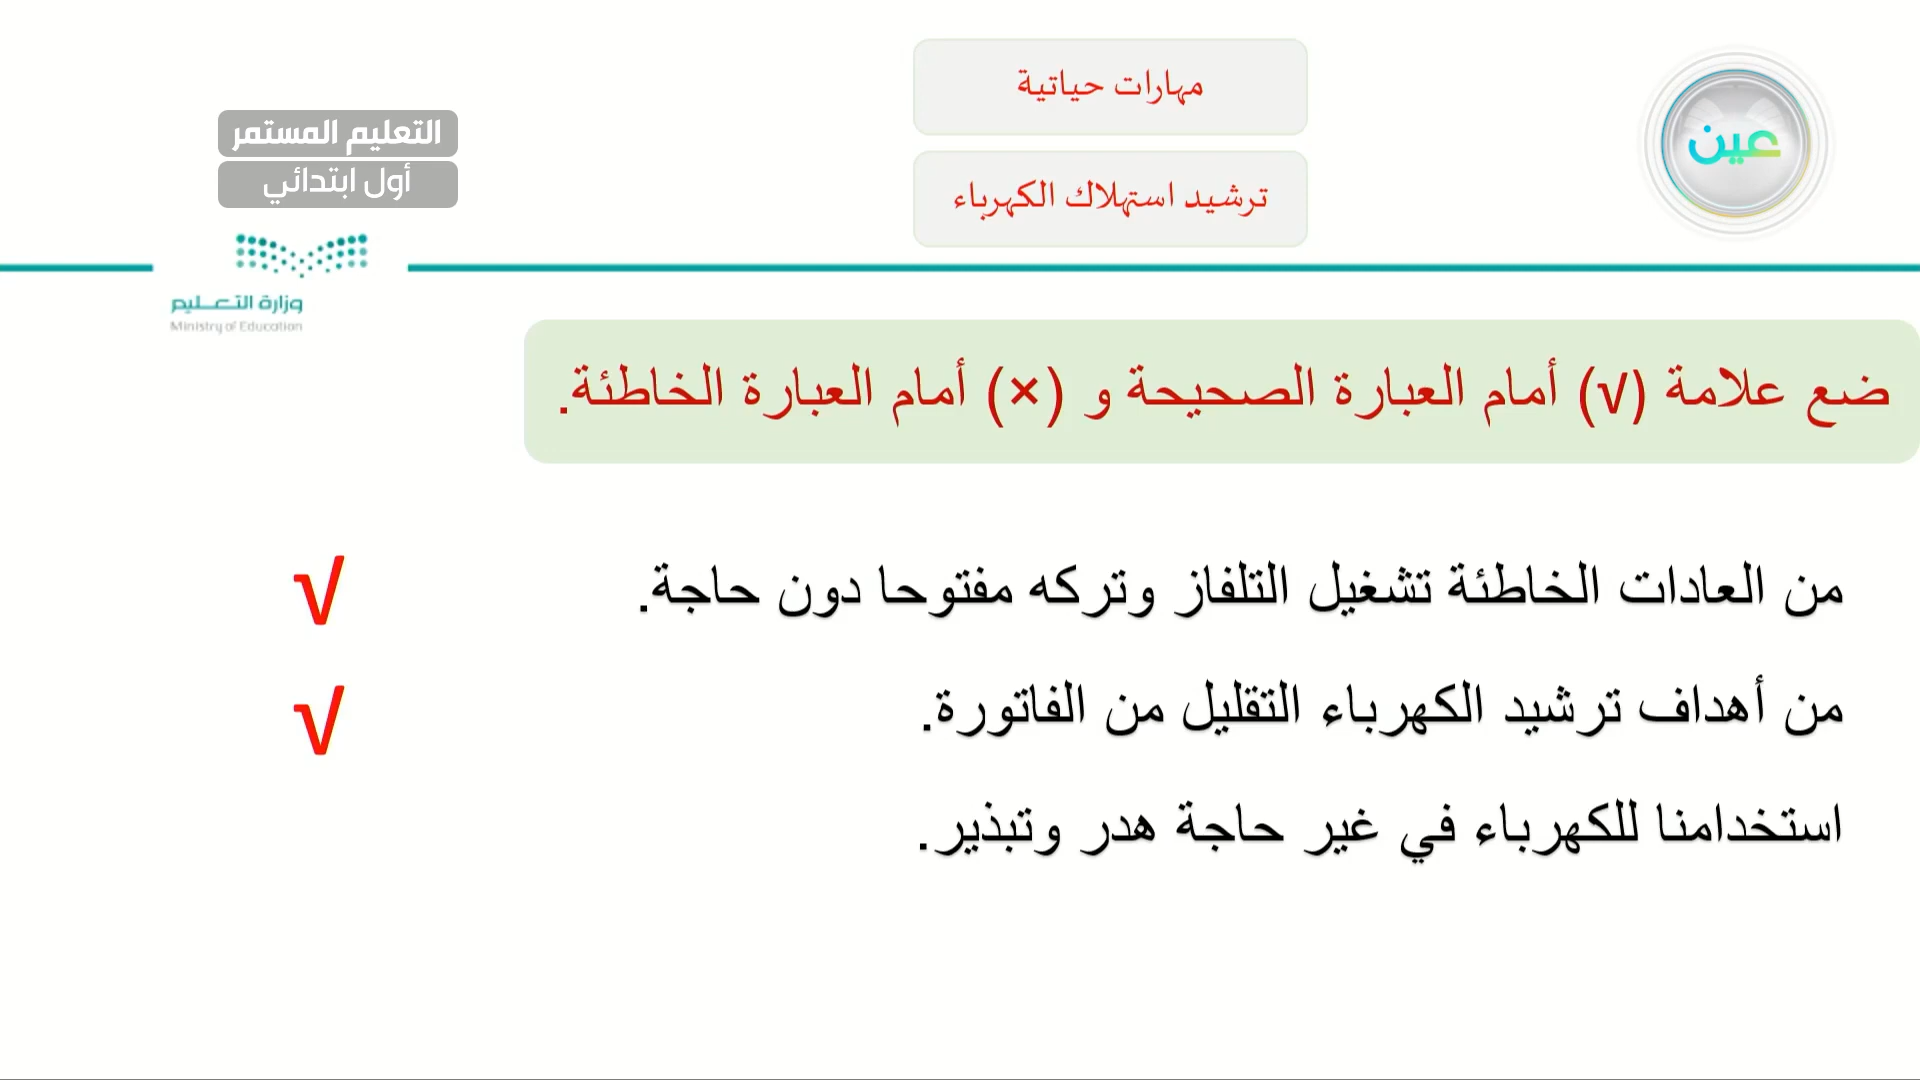 مهارات حياتية
ترشيد استهلاك الكهرباء
عين
التعليم المستمر
أول ابتدائي
وزارة التعليم
Ministry of Education
ضع علامة (√) أمام العبارة الصحيحة و (×) أمام العبارة الخاطئة.
من العادات الخاطئة تشغيل التلفاز وتركه مفتوحا دون حاجة. √
من أهداف ترشيد الكهرباء التقليل من الفاتورة. √
استخدامنا للكهرباء في غير حاجة هدر وتبذير.